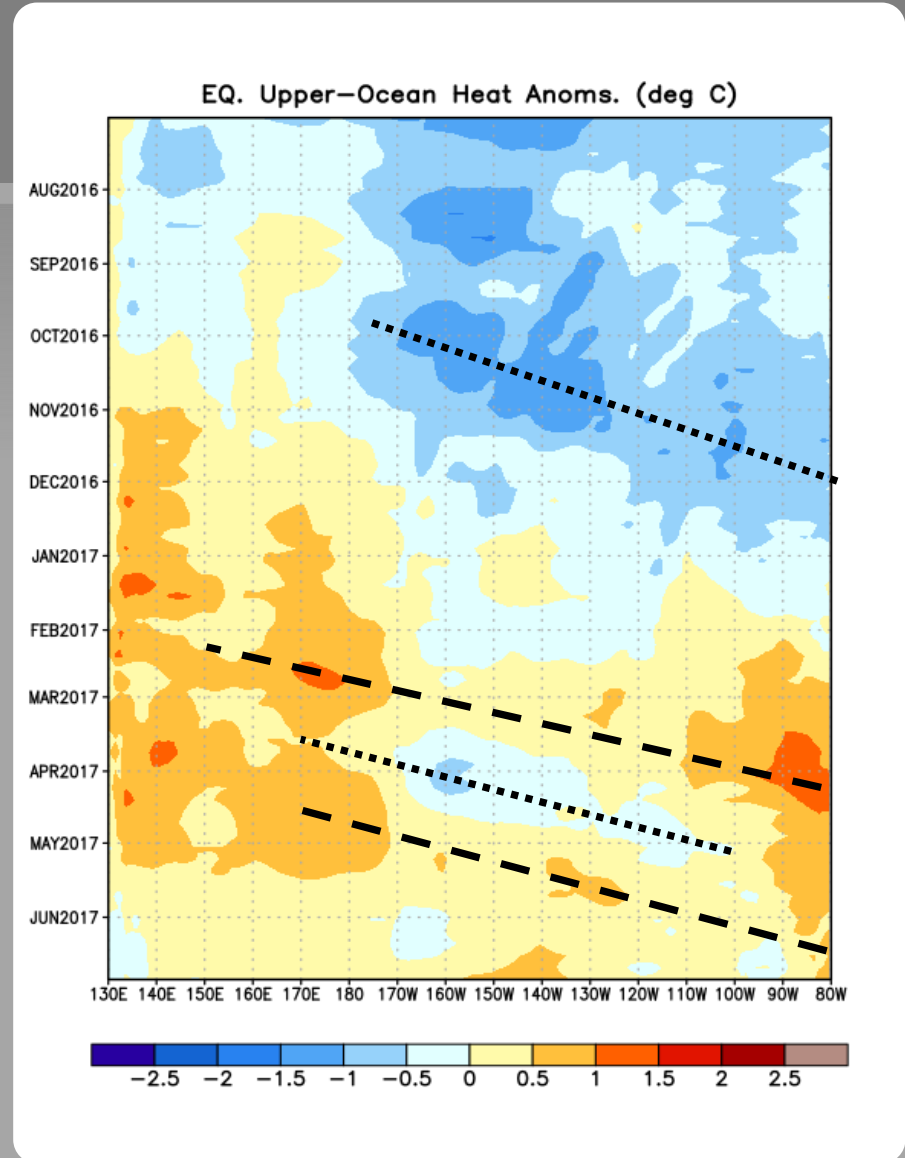 EQ. Upper-Ocean Heat Anoms. (deg C)
AUG2016
SEP2016
OCT2016
NOV2016
DEC2016
JAN2017
FEB2017
MAR2017
APR2017
MAY2017
JUN2017
130E 140E 150E 160E 170E 180 170W 160W 150W 140W 130W 120W 110W 100W 90W 80W
-2.5 -2 -1.5 -1 -0.5 0 0.5 1 1.5 2 2.5